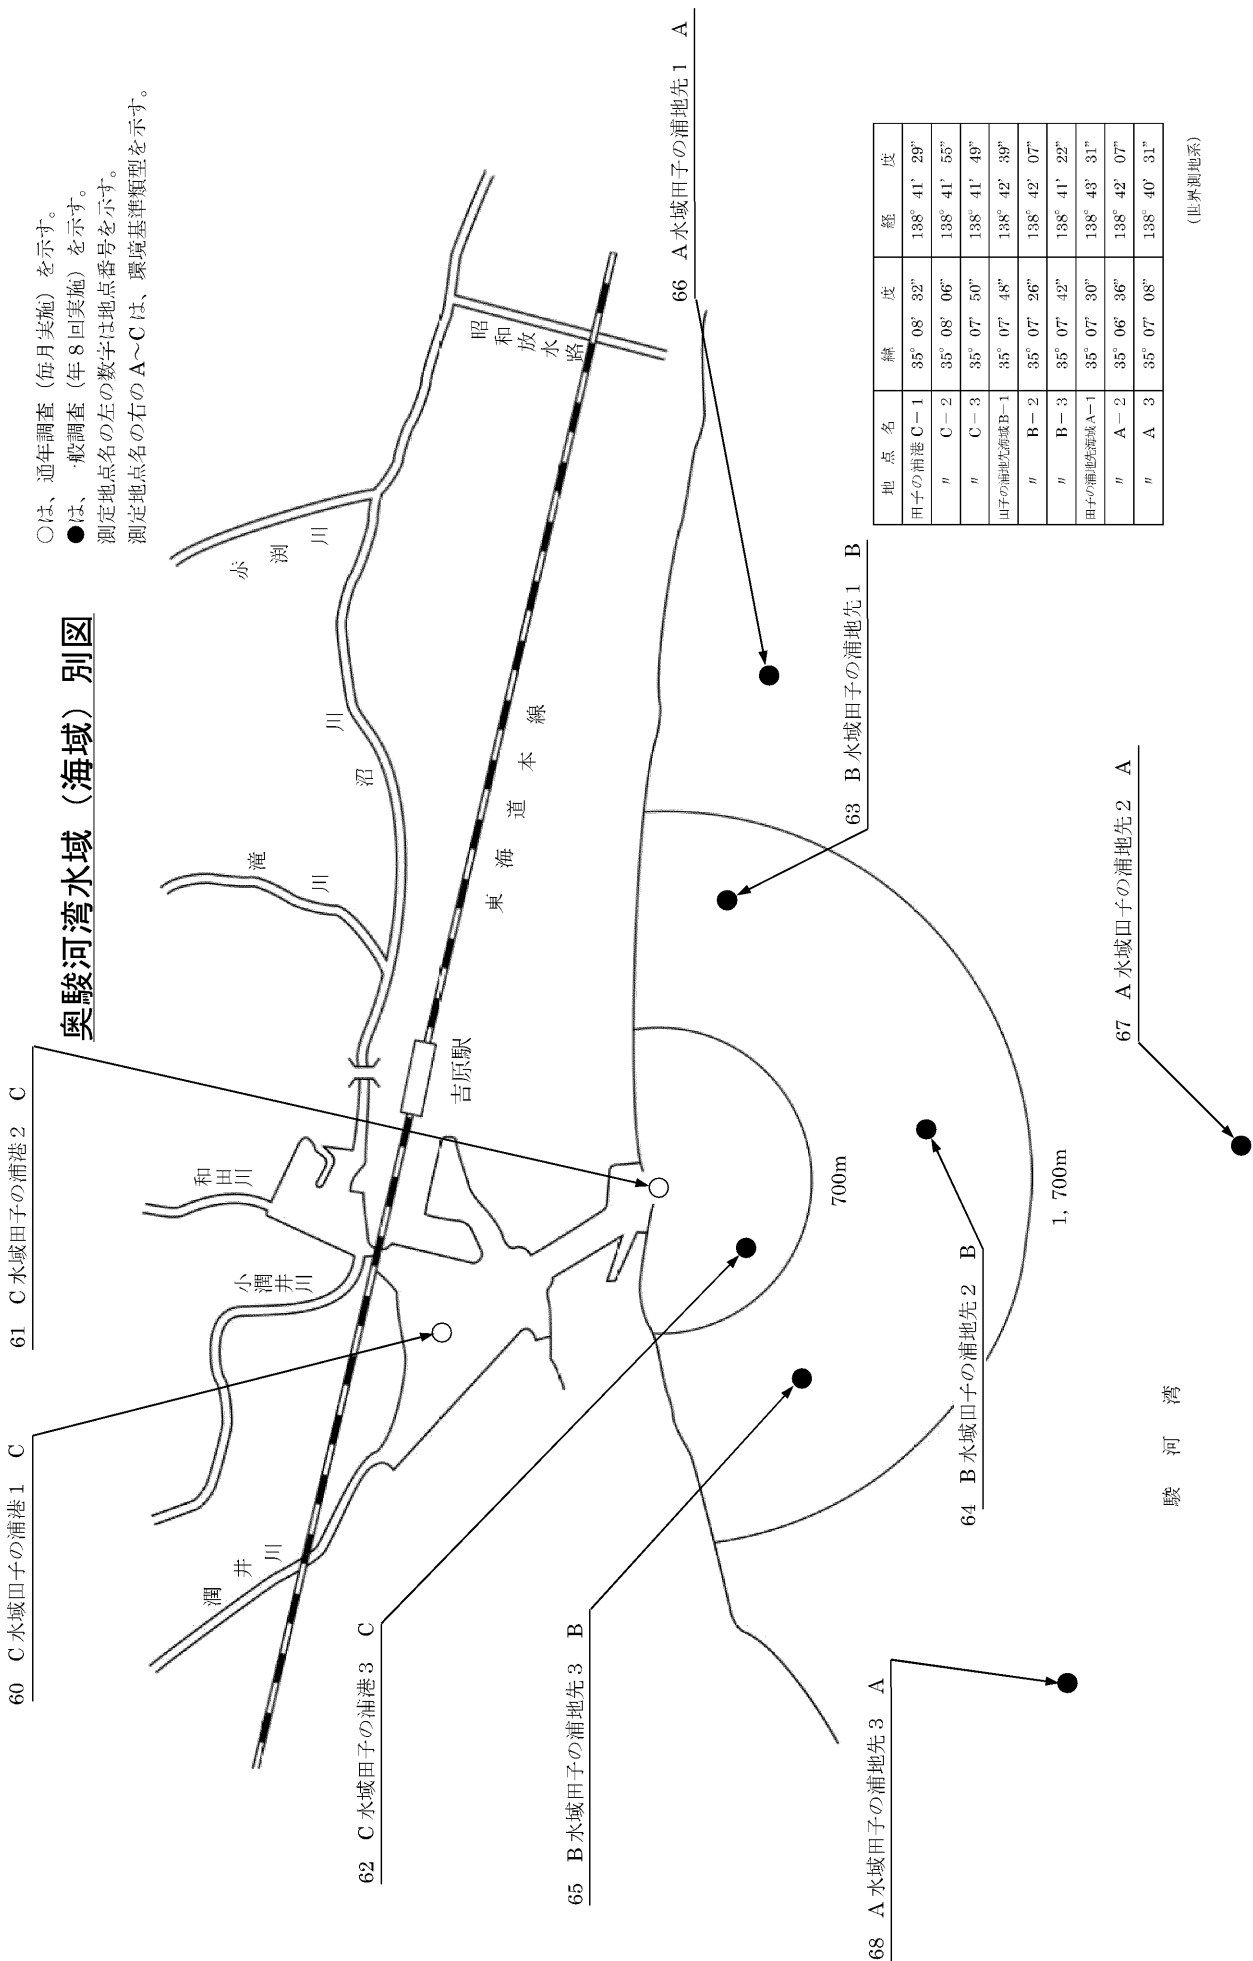 奥駿河湾水域（海域）別図
○は、通年調査（毎月実施）を示す。
●は、一般調査（年８回実施）を示す。
測定地点名の左の数字は地点番号を示す。
測定地点名の右のＡ～Ｃは、環境基準類型を示す。
60　Ｃ水域田子の浦港１　Ｃ
61　Ｃ水域田子の浦港２　Ｃ
62　Ｃ水域田子の浦港３　Ｃ
65　Ｂ水域田子の浦地先３　Ｂ
68　Ａ水域田子の浦地先３　Ａ
64　Ｂ水域田子の浦地先２　Ｂ
63　Ｂ水域田子の浦地先１　Ｂ
67　Ａ水域田子の浦地先２　Ａ
66　Ａ水域田子の浦地先１　Ａ
潤井川
小潤井川
和田川
滝川
沼川
赤渕川
昭和放水路
東海道本線
吉原駅
700m
1,700m
駿河湾
地点名　緯度　経度
田子の浦港Ｃ－１　35°08’32”　138°41’29”
〃　Ｃ－２　35°08’06”　138°41’55”
〃　Ｃ－３　35°07’50”　138°41’49”
田子の浦地先海域Ｂ－１　35°07’48”　138°42’39”
〃　Ｂ－２　35°07’26”　138°42’07”
〃　Ｂ－３　35°07’42”　138°41’22”
田子の浦地先海域Ａ－１　35°07’30”　138°43’31”
〃　Ａ－２　35°06’36”　138°42’07”
〃　Ａ　３　35°07’08”　138°40’31”
（世界測地系）